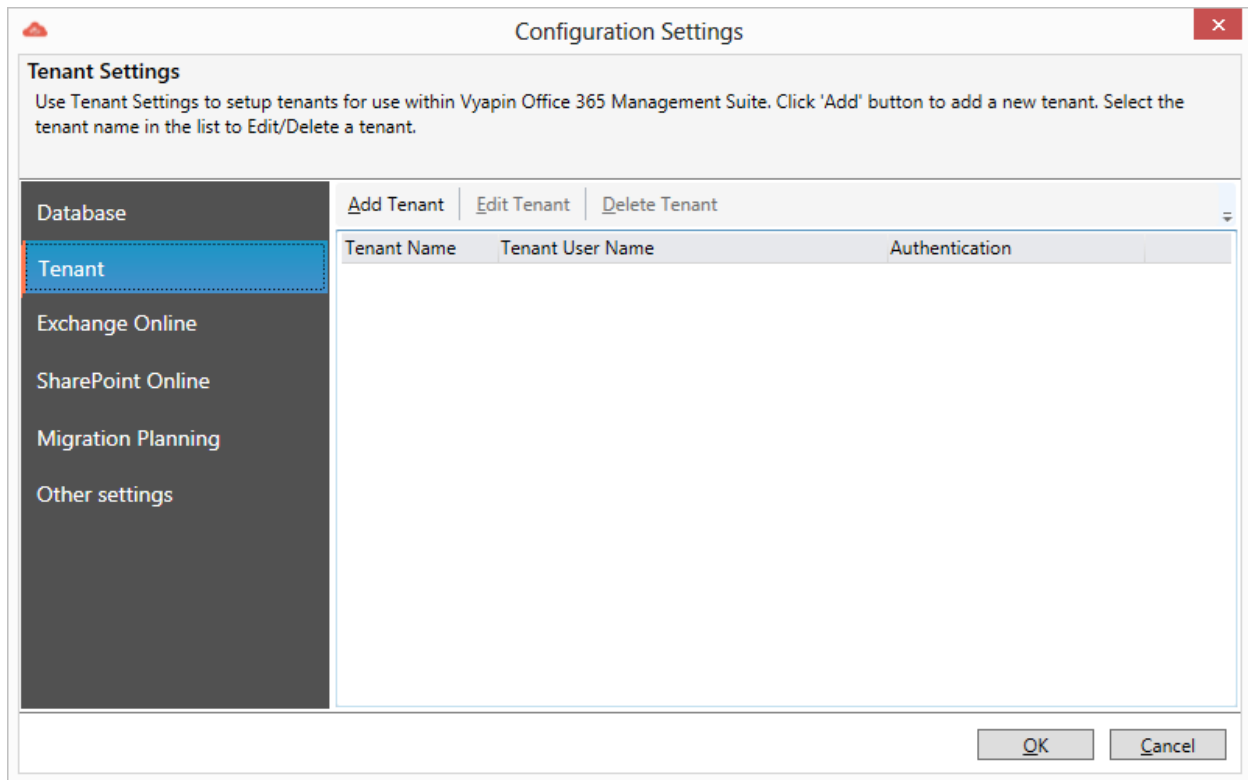 Configuration Settings
Tenant Settings
Use Tenant Settings to setup tenants for use within Vyapin Office 365 Management Suite. Click 'Add' button to add a new tenant. Select the
tenant name in the list to Edit/Delete a tenant.
Database
Add Tenant Edit Tenant Delete Tenant
Tenant Name Tenant User Name Authentication
Tenant
Exchange Online
SharePoint Online
Migration Planning
Other settings
OK Cancel